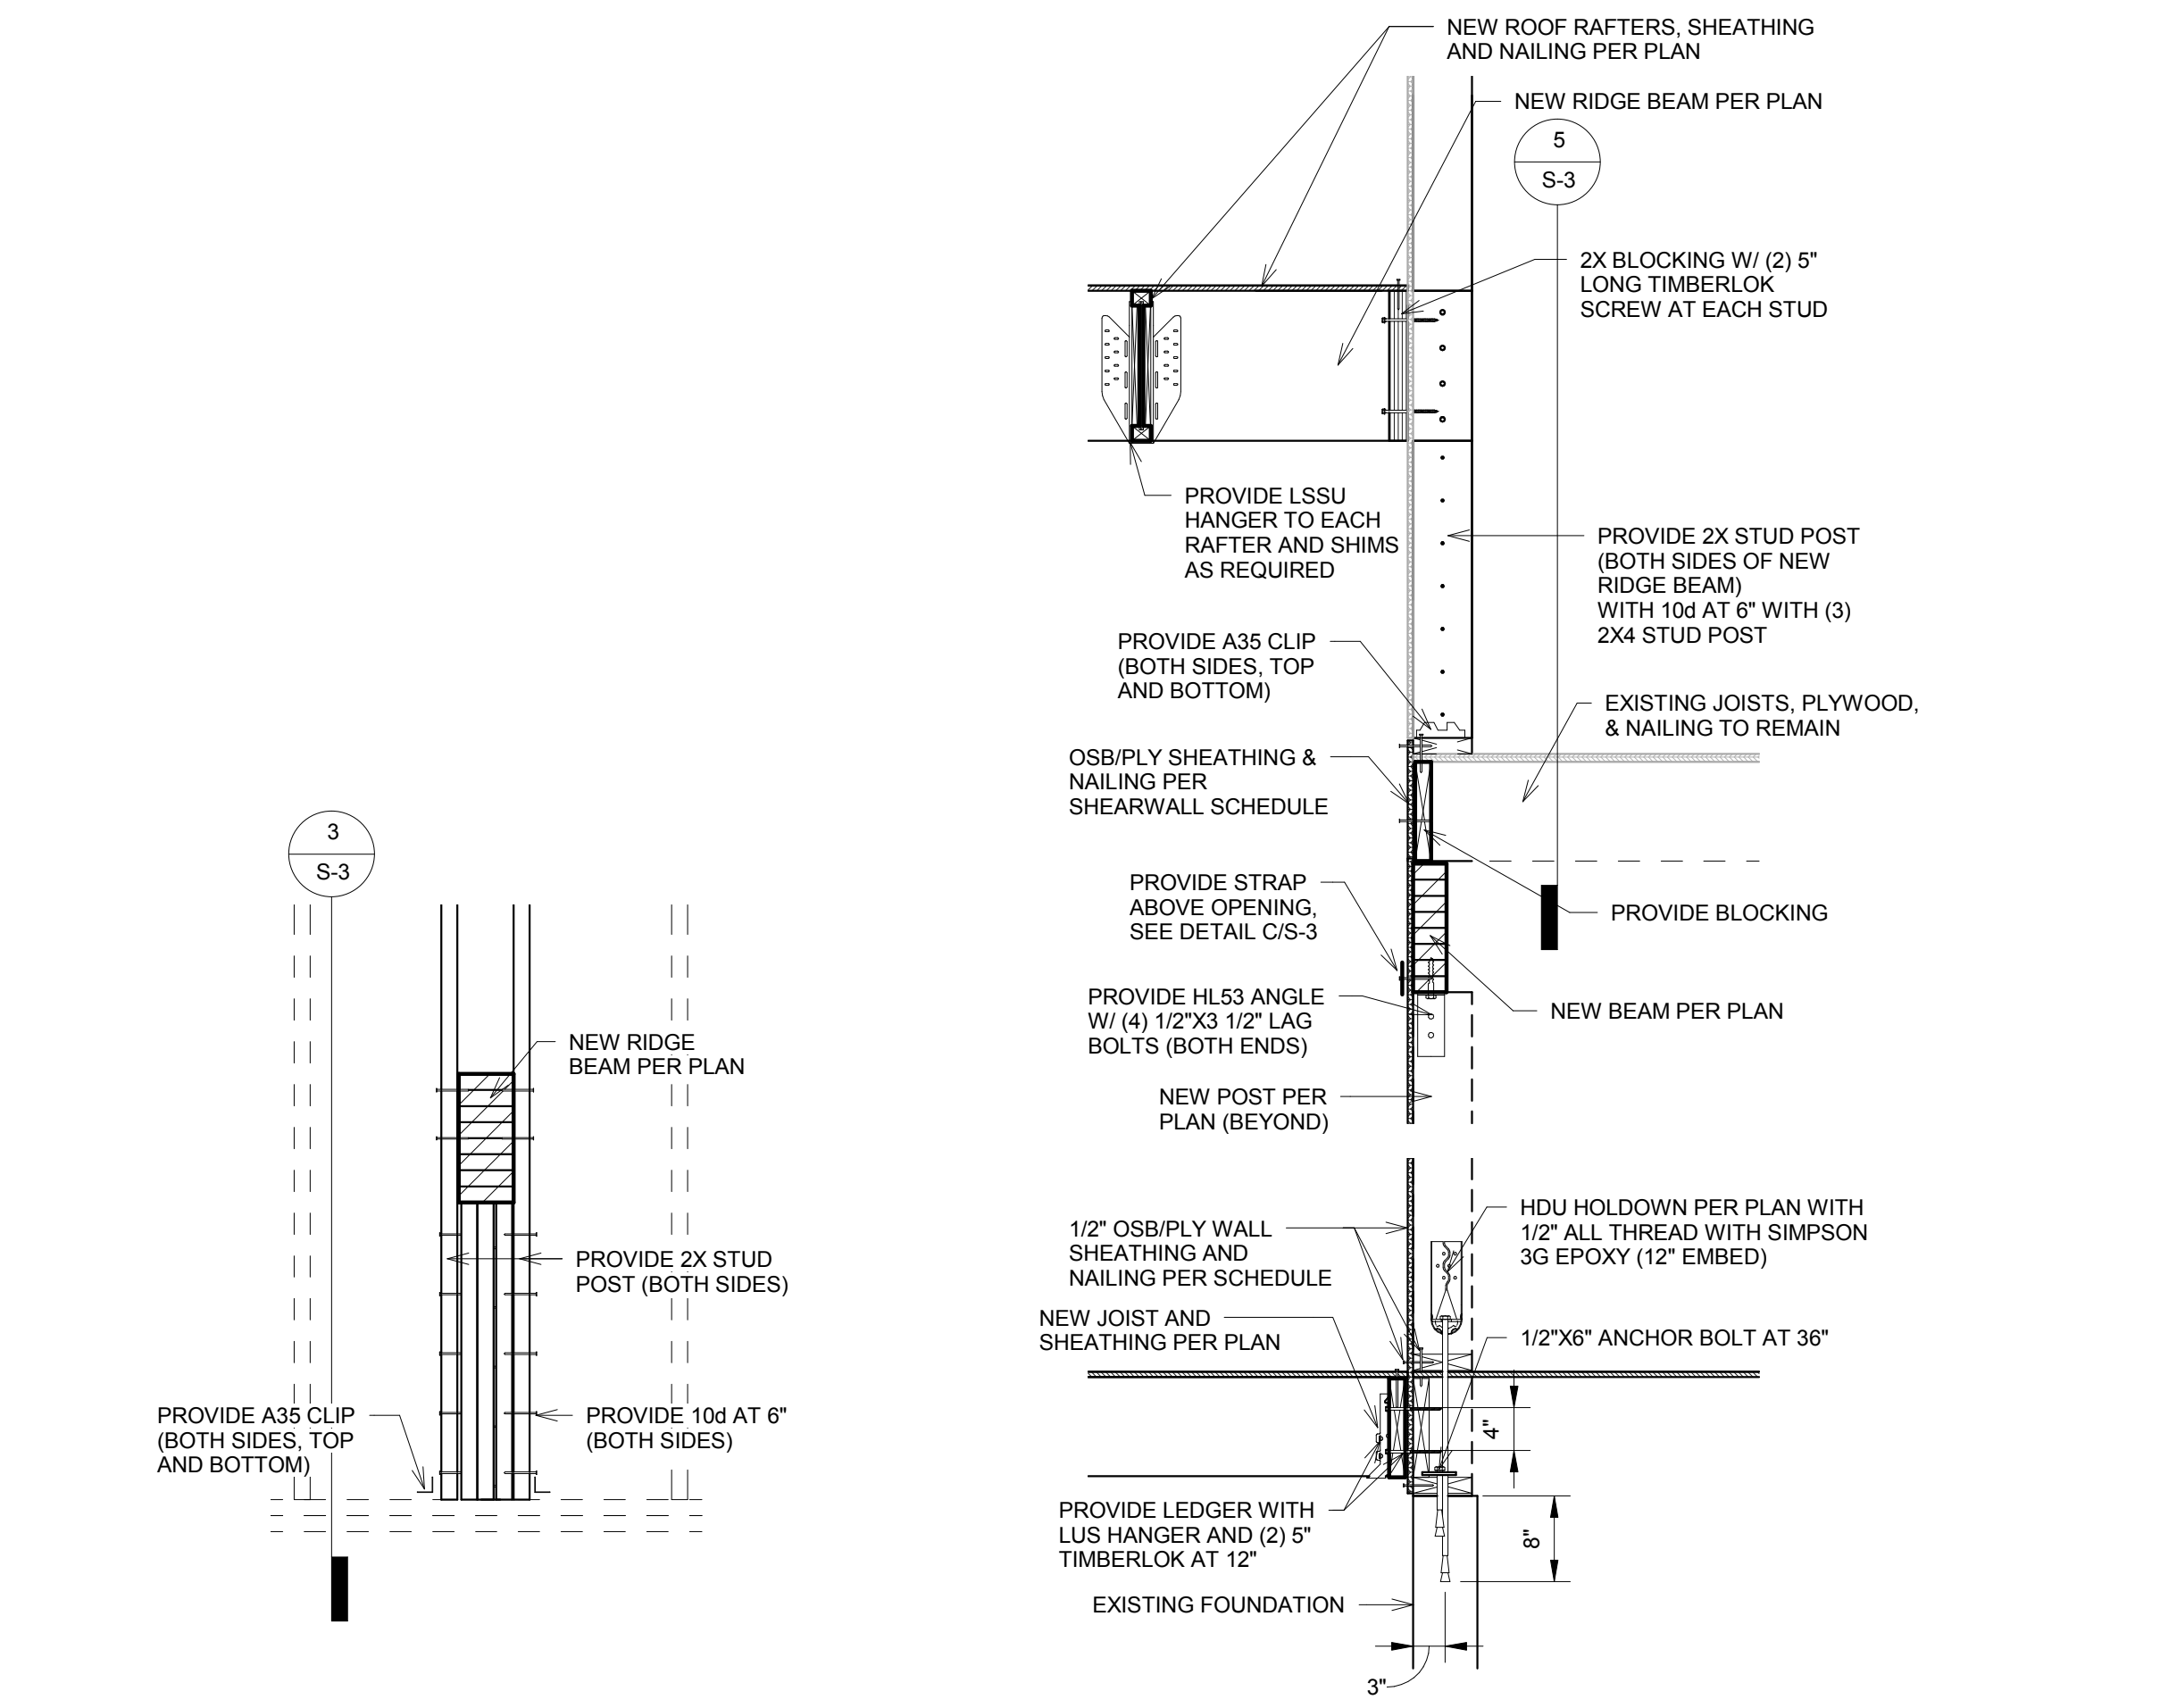 NEW ROOF RAFTERS, SHEATHING
AND NAILING PER PLAN
NEW RIDGE BEAM PER PLAN
5
S-3
2X BLOCKING W/ (2) 5"
LONG TIMBERLOK
SCREW AT EACH STUD
PROVIDE LSSU
HANGER TO EACH
RAFTER AND SHIMS
AS REQUIRED
PROVIDE 2X STUD POST
(BOTH SIDES OF NEW
RIDGE BEAM)
WITH 10d AT 6" WITH (3)
2X4 STUD POST
PROVIDE A35 CLIP
(BOTH SIDES, TOP
AND BOTTOM)
EXISTING JOISTS, PLYWOOD,
& NAILING TO REMAIN
OSB/PLY SHEATHING &
NAILING PER
SHEARWALL SCHEDULE
PROVIDE STRAP
ABOVE OPENING,
SEE DETAIL C/S-3
PROVIDE BLOCKING
PROVIDE HL53 ANGLE
W/ (4) 1/2"X3 1/2" LAG
BOLTS (BOTH ENDS)
NEW BEAM PER PLAN
NEW POST PER
PLAN (BEYOND)
HDU HOLDOWN PER PLAN WITH
1/2" ALL THREAD WITH SIMPSON
3G EPOXY (12" EMBED)
1/2" OSB/PLY WALL
SHEATHING AND
NAILING PER SCHEDULE
NEW JOIST AND
SHEATHING PER PLAN
1/2"X6" ANCHOR BOLT AT 36"
4"
8"
PROVIDE LEDGER WITH
LUS HANGER AND (2) 5"
TIMBERLOK AT 12"
EXISTING FOUNDATION
3"
3
S-3
NEW RIDGE
BEAM PER PLAN
PROVIDE 2X STUD
POST (BOTH SIDES)
PROVIDE A35 CLIP
(BOTH SIDES, TOP
AND BOTTOM)
PROVIDE 10d AT 6"
(BOTH SIDES)